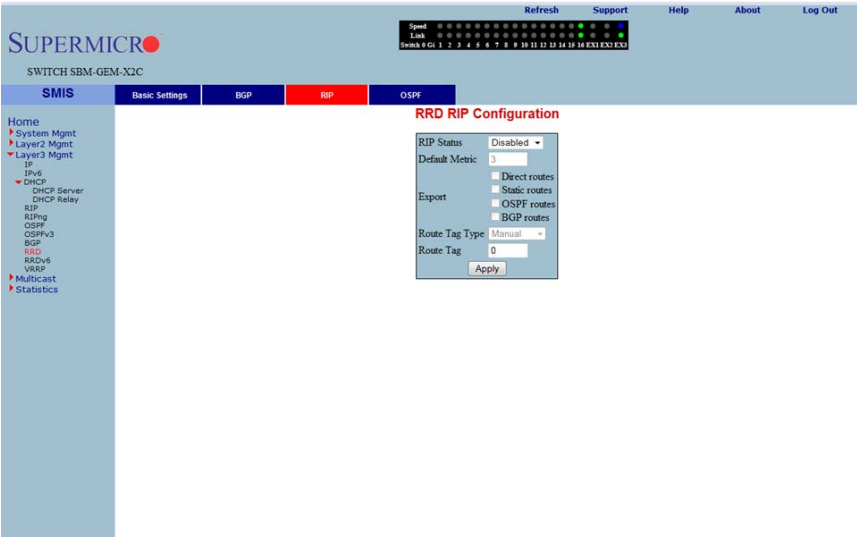 Refresh Support Help About Log Out
Speed
Link
Switch 0 Gi 1 2 3 4 5 6 7 8 9 10 11 12 13 14 15 16 EX1 EX2 EX3
SUPERMICRO
SWITCH SBM-GEM-X2C
SMIS
Basic Settings BGP RIP OSPF
Home
System Mgmt
Layer2 Mgmt
Layer3 Mgmt
IP
IPv6
DHCP
DHCP Server
DHCP Relay
RIP
RIPng
OSPF
OSPFv3
BGP
RRD
RRDv6
VRRP
Multicast
Statistics
RRD RIP Configuration
RIP Status Disabled
Default Metric 3
Export
Direct routes
Static routes
OSPF routes
BGP routes
Route Tag Type Manual
Route Tag 0
Apply